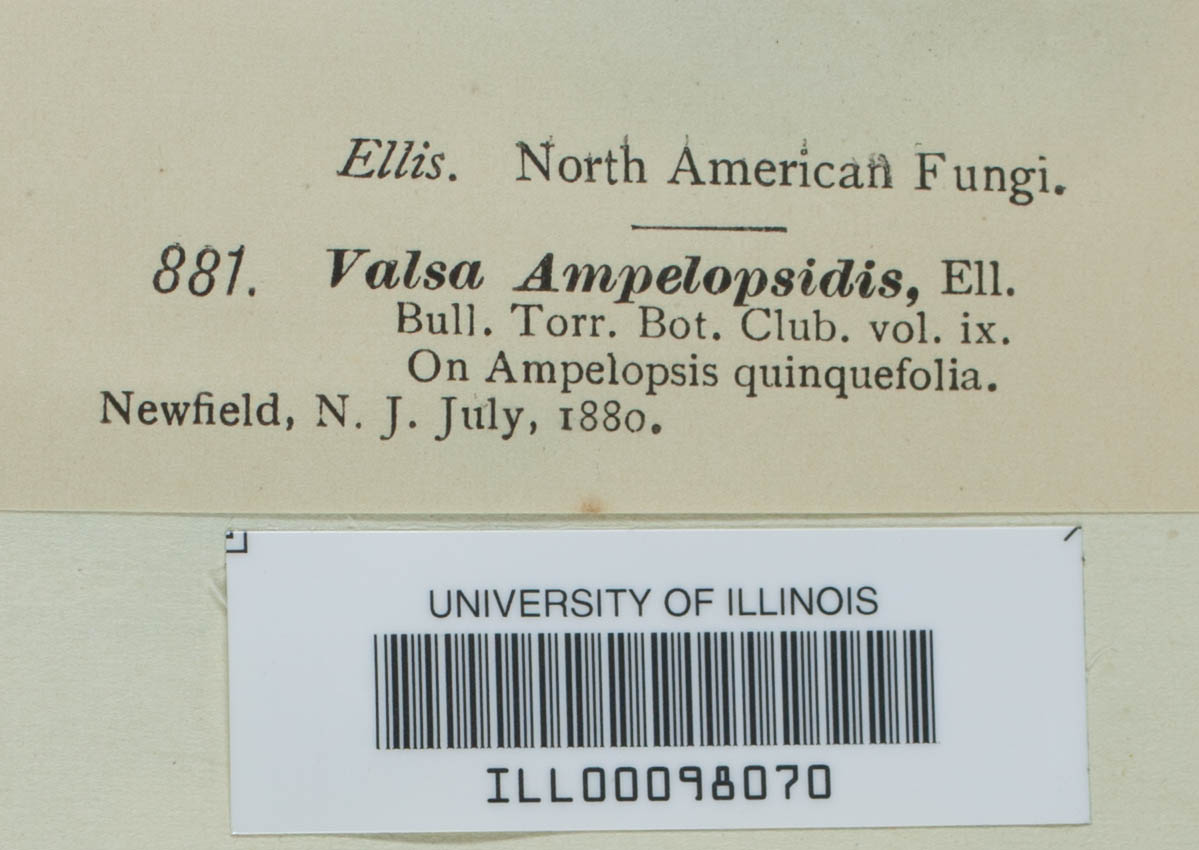 Ellis. North American Fungi.
881. Valsa Ampelopsidis, Ell.
Bull. Torr. Bot. Club. vol. ix.
On Ampelopsis quinquefolia.
Newfield, N. J. July, 1880.
UNIVERSITY OF ILLINOIS
ILL00098070